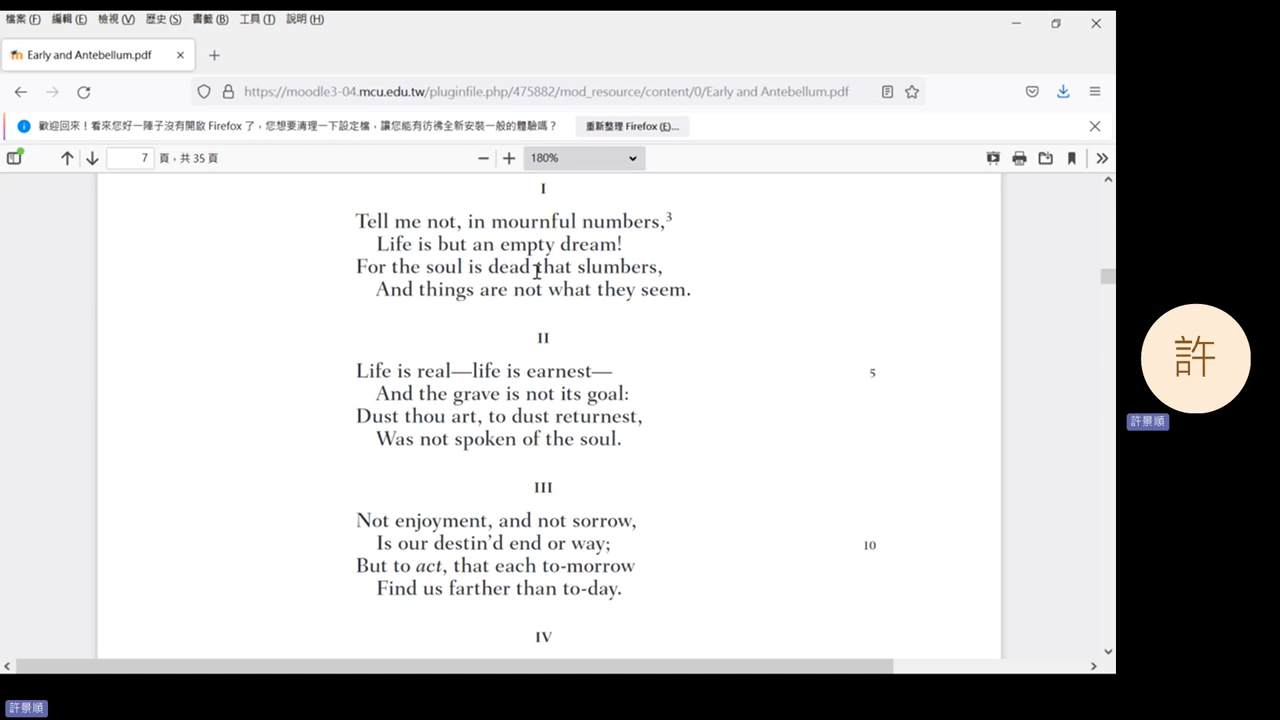 檔案(F) 編輯(E) 檢視(V) 歷史(S) 書籤(B) 工具(T) 說明(H)
Early and Antebellum.pdf
https://moodle3-04.mcu.edu.tw/pluginfile.php/475882/mod_resource/content/0/Early and Antebellum.pdf
歡迎回來！看來您好一陣子沒有開啟 Firefox 了，您想要清理一下設定檔，讓您能有彷彿全新安裝一般的體驗嗎？ 重新整理 Firefox (E)...
7 頁，共 35 頁 180%
I
Tell me not, in mournful numbers,³
Life is but an empty dream!
For the soul is dead that slumbers,
And things are not what they seem.
II
Life is real—life is earnest— 5
And the grave is not its goal:
Dust thou art, to dust returnest,
Was not spoken of the soul.
III
Not enjoyment, and not sorrow,
Is our destin'd end or way; 10
But to act, that each to-morrow
Find us farther than to-day.
IV
許
許景順
許景順